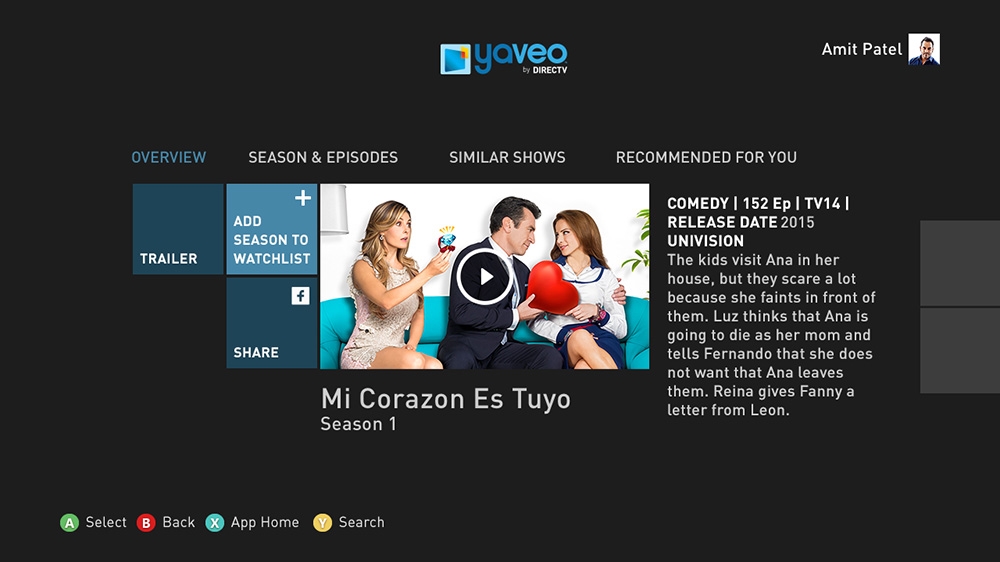 yaveo
by DIRECTV
Amit Patel
OVERVIEW
SEASON & EPISODES
SIMILAR SHOWS
RECOMMENDED FOR YOU
TRAILER
+
ADD
SEASON TO
WATCHLIST
f
SHARE
Mi Corazon Es Tuyo
Season 1
COMEDY | 152 Ep | TV14 |
RELEASE DATE 2015
UNIVISION
The kids visit Ana in her
house, but they scare a lot
because she faints in front of
them. Luz thinks that Ana is
going to die as her mom and
tells Fernando that she does
not want that Ana leaves
them. Reina gives Fanny a
letter from Leon.
A Select B Back X App Home Y Search